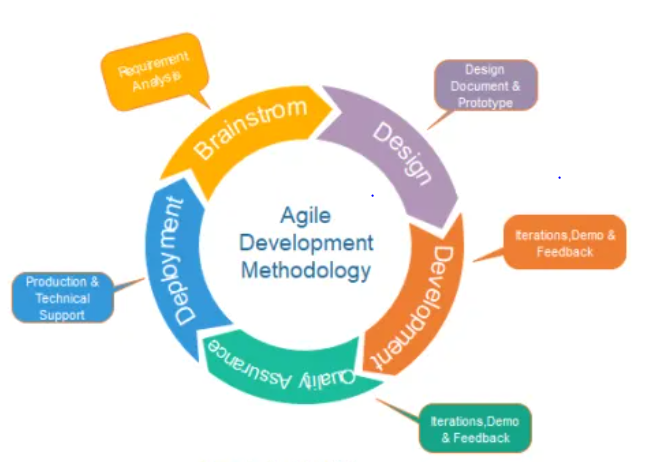 Requirement
Analysis
Brainstrom
Design
Document &
Prototype
Design
Agile
Development
Methodology
Iterations,Demo &
Feedback
Development
Deployment
Production &
Technical
Support
Quality Assurance
Iterations,Demo
& Feedback